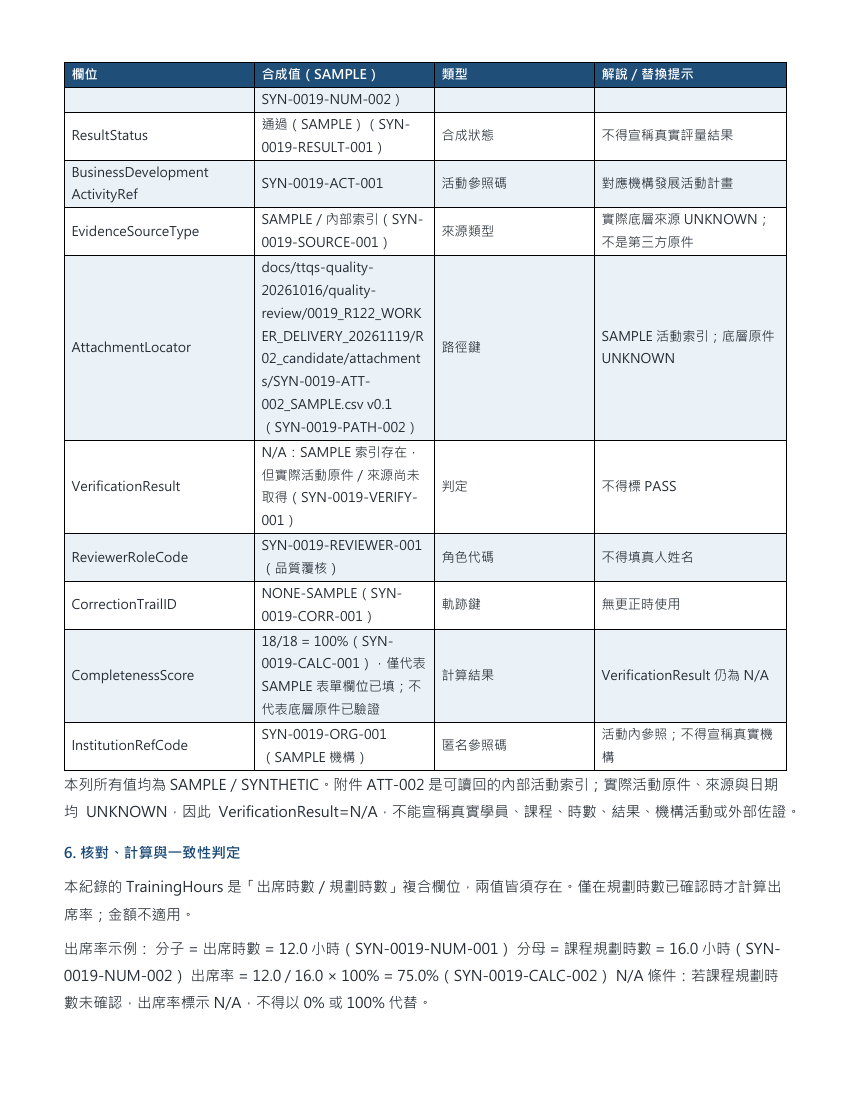 欄位 合成值（SAMPLE） 類型 解說 / 替換提示
SYN-0019-NUM-002）
ResultStatus
通過（SAMPLE）（SYN-
0019-RESULT-001）
合成狀態
不得宣稱真實評量結果
BusinessDevelopment
ActivityRef
SYN-0019-ACT-001
活動參照碼
對應機構發展活動計畫
EvidenceSourceType
SAMPLE / 內部索引（SYN-
0019-SOURCE-001）
來源類型
實際底層來源 UNKNOWN；
不是第三方原件
AttachmentLocator
docs/ttqs-quality-
20261016/quality-
review/0019_R122_WORK
ER_DELIVERY_20261119/R
02_candidate/attachment
s/SYN-0019-ATT-
002_SAMPLE.csv v0.1
（SYN-0019-PATH-002）
路徑鍵
SAMPLE 活動索引；底層原件
UNKNOWN
VerificationResult
N/A：SAMPLE 索引存在，
但實際活動原件 / 來源尚未
取得（SYN-0019-VERIFY-
001）
判定
不得標 PASS
ReviewerRoleCode
SYN-0019-REVIEWER-001
（品質覆核）
角色代碼
不得填真人姓名
CorrectionTrailID
NONE-SAMPLE（SYN-
0019-CORR-001）
軌跡鍵
無更正時使用
CompletenessScore
18/18 = 100%（SYN-
0019-CALC-001），僅代表
SAMPLE 表單欄位已填；不
代表底層原件已驗證
計算結果
VerificationResult 仍為 N/A
InstitutionRefCode
SYN-0019-ORG-001
（SAMPLE 機構）
匿名參照碼
活動內參照；不得宣稱真實機
構
本列所有值均為 SAMPLE / SYNTHETIC。附件 ATT-002 是可讀回的內部活動索引；實際活動原件、來源與日期
均 UNKNOWN，因此 VerificationResult=N/A，不能宣稱真實學員、課程、時數、結果、機構活動或外部佐證。
6. 核對、計算與一致性判定
本紀錄的 TrainingHours 是「出席時數 / 規劃時數」複合欄位，兩值皆須存在。僅在規劃時數已確認時才計算出
席率；金額不適用。
出席率示例： 分子 = 出席時數 = 12.0 小時（SYN-0019-NUM-001） 分母 = 課程規劃時數 = 16.0 小時（SYN-
0019-NUM-002） 出席率 = 12.0 / 16.0 × 100% = 75.0%（SYN-0019-CALC-002） N/A 條件：若課程規劃時
數未確認，出席率標示 N/A，不得以 0% 或 100% 代替。